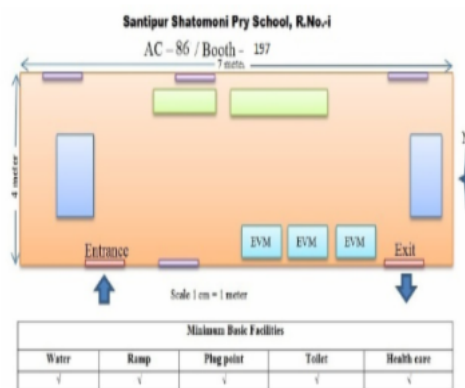 Santipur Shatomoni Pry School, R.No.-i
AC - 86 / Booth - 197
7 meter
4 meter
EVM EVM EVM
Entrance Exit
Scale 1 cm = 1 meter
Minimum Basic Facilities
Water Ramp Plug point Toilet Health care
√ √ √ √ √